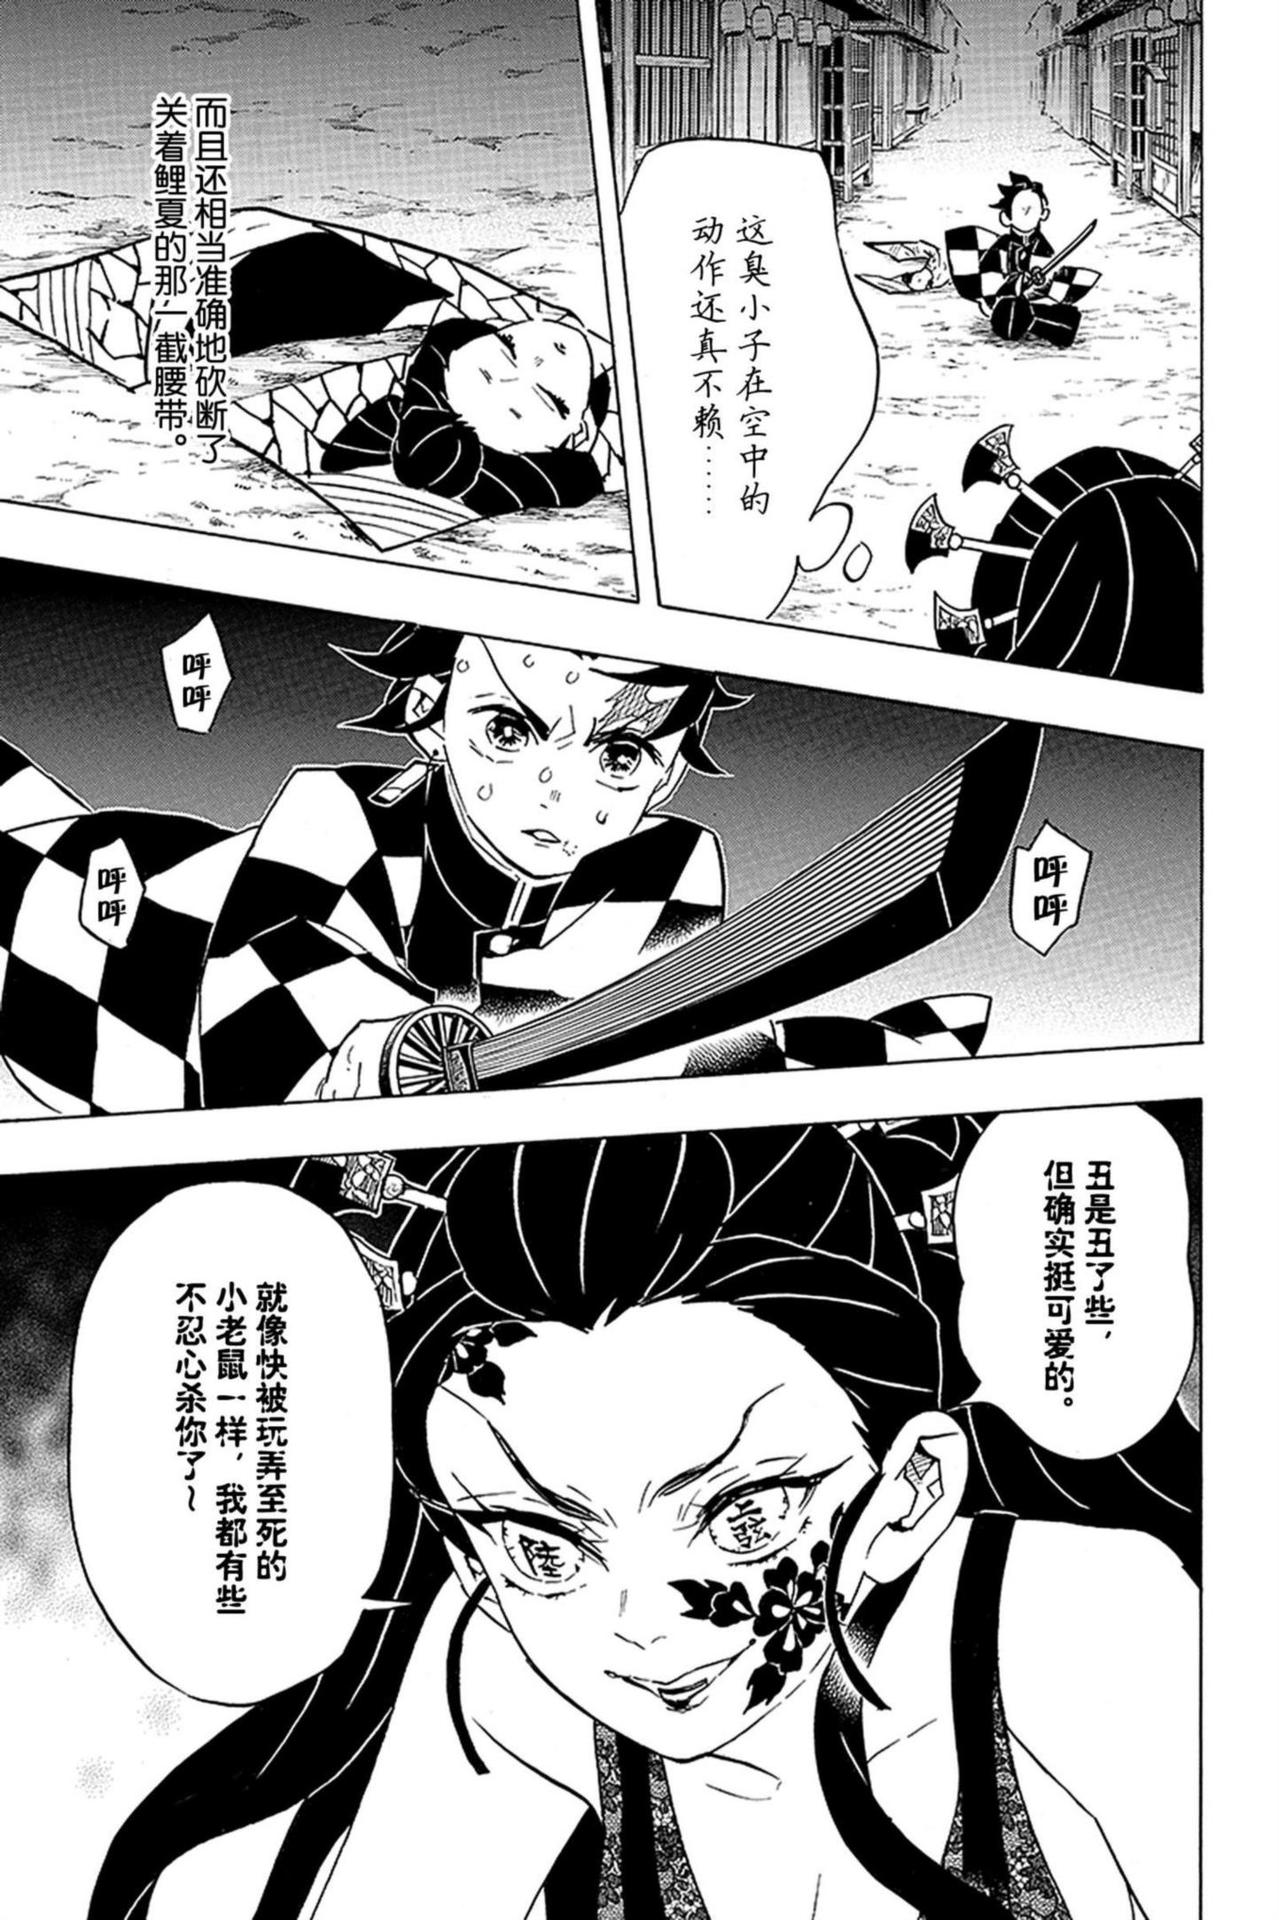 这臭小子在空中的
动作还真不赖……
而且还相当准确地砍断了
关着鲤夏的那一截腰带。
呼呼
呼呼
呼呼
丑是丑了些，
但确实挺可爱的。
就像快被玩弄至死的
小老鼠一样，我都有些
不忍心杀你了~
上弦
陸